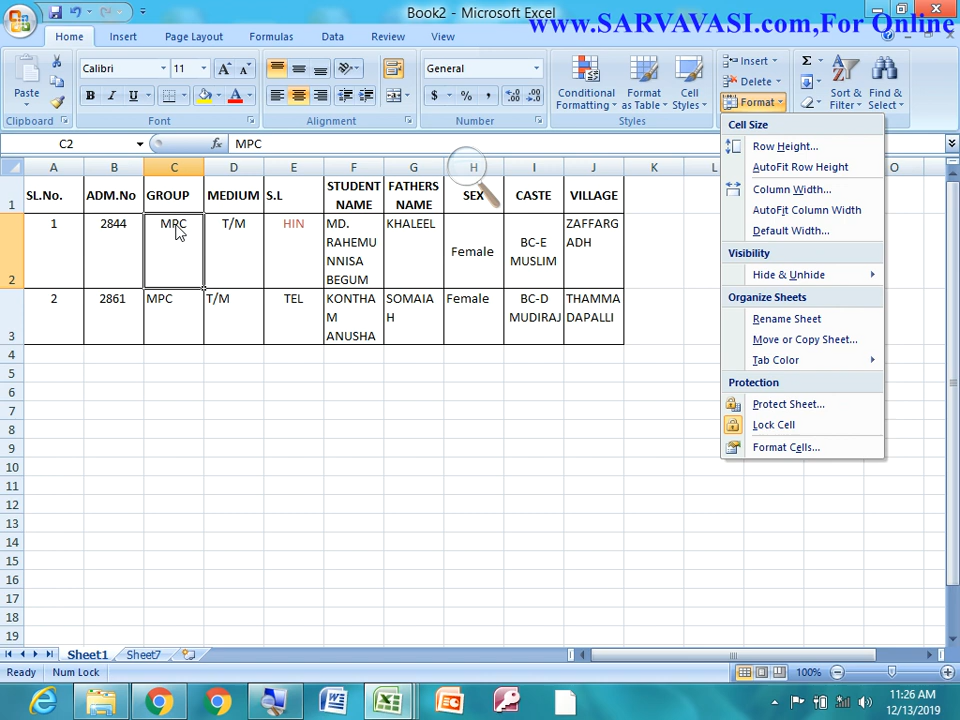 Book2 - Microsoft Excel
www.SARVAVASI.com,For Online
Home Insert Page Layout Formulas Data Review View
Paste
Calibri 11
B I U
General
$ % ,
Conditional Formatting
Format as Table
Cell Styles
Insert
Delete
Format
Σ
Sort & Filter
Find & Select
Clipboard Font Alignment Number Styles
C2 fx MPC
A B C D E F G H I J K L O
1 SL.No. ADM.No GROUP MEDIUM S.L STUDENT NAME FATHERS NAME SEX CASTE VILLAGE
2 1 2844 MPC T/M HIN MD. RAHEMUNNISA BEGUM KHALEEL Female BC-E MUSLIM ZAFFARGADH
3 2 2861 MPC T/M TEL KONTHAM ANUSHA SOMAIAH Female BC-D MUDIRAJ THAMMADAPALLI
4
5
6
7
8
9
10
11
12
13
14
15
16
17
18
19
Cell Size
Row Height...
AutoFit Row Height
Column Width...
AutoFit Column Width
Default Width...
Visibility
Hide & Unhide
Organize Sheets
Rename Sheet
Move or Copy Sheet...
Tab Color
Protection
Protect Sheet...
Lock Cell
Format Cells...
Sheet1 Sheet7
Ready Num Lock 100%
11:26 AM
12/13/2019